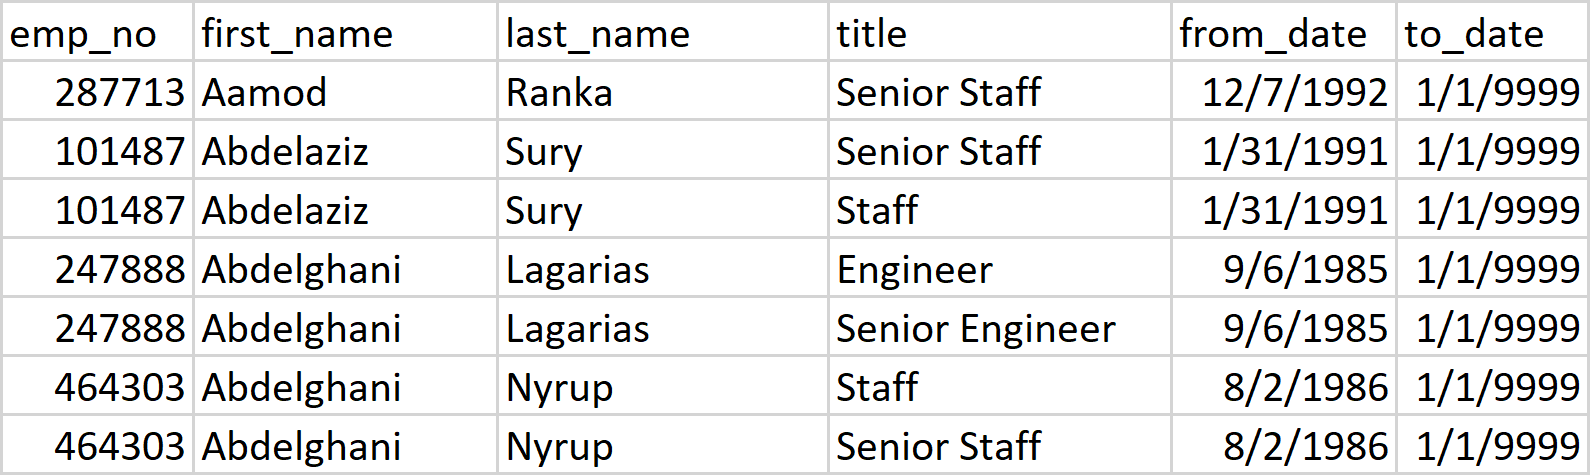 emp_no first_name last_name title from_date to_date
287713 Aamod Ranka Senior Staff 12/7/1992 1/1/9999
101487 Abdelaziz Sury Senior Staff 1/31/1991 1/1/9999
101487 Abdelaziz Sury Staff 1/31/1991 1/1/9999
247888 Abdelghani Lagarias Engineer 9/6/1985 1/1/9999
247888 Abdelghani Lagarias Senior Engineer 9/6/1985 1/1/9999
464303 Abdelghani Nyrup Staff 8/2/1986 1/1/9999
464303 Abdelghani Nyrup Senior Staff 8/2/1986 1/1/9999